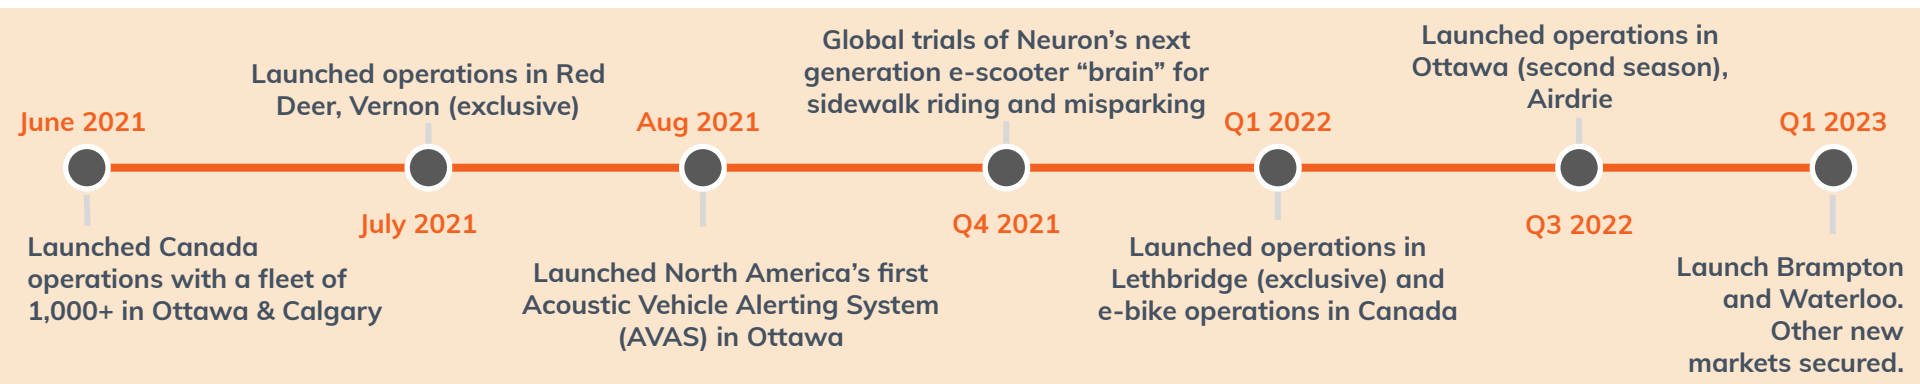 June 2021
Launched Canada
operations with a fleet of
1,000+ in Ottawa & Calgary
Launched operations in Red
Deer, Vernon (exclusive)
July 2021
Aug 2021
Launched North America’s first
Acoustic Vehicle Alerting System
(AVAS) in Ottawa
Global trials of Neuron’s next
generation e-scooter “brain” for
sidewalk riding and misparking
Q4 2021
Q1 2022
Launched operations in
Lethbridge (exclusive) and
e-bike operations in Canada
Launched operations in
Ottawa (second season),
Airdrie
Q3 2022
Q1 2023
Launch Brampton
and Waterloo.
Other new
markets secured.